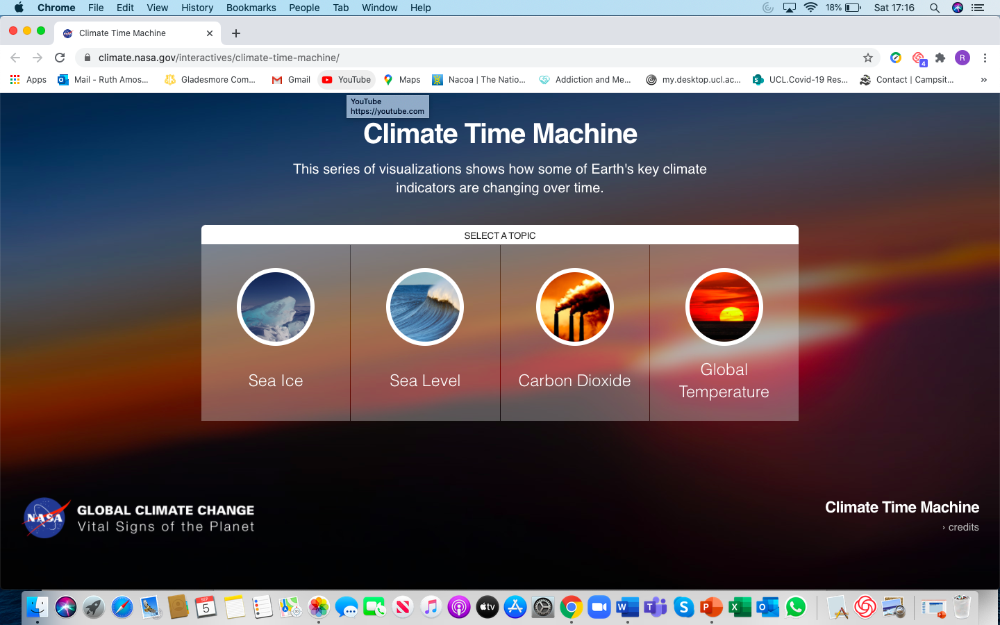 Chrome File Edit View History Bookmarks People Tab Window Help 18% Sat 17:16
Climate Time Machine
climate.nasa.gov/interactives/climate-time-machine/
R
4
Apps Mail - Ruth Amos... Gladesmore Com... Gmail YouTube Maps Nacoa | The Natio... Addiction and Me... my.desktop.ucl.ac... UCL.Covid-19 Res... Contact | Campsit... »
YouTube
https://youtube.com
Climate Time Machine
This series of visualizations shows how some of Earth's key climate
indicators are changing over time.
SELECT A TOPIC
Sea Ice
Sea Level
Carbon Dioxide
Global
Temperature
NASA
GLOBAL CLIMATE CHANGE
Vital Signs of the Planet
Climate Time Machine
› credits
SEP
5
tv
W
T
S
P
X
O